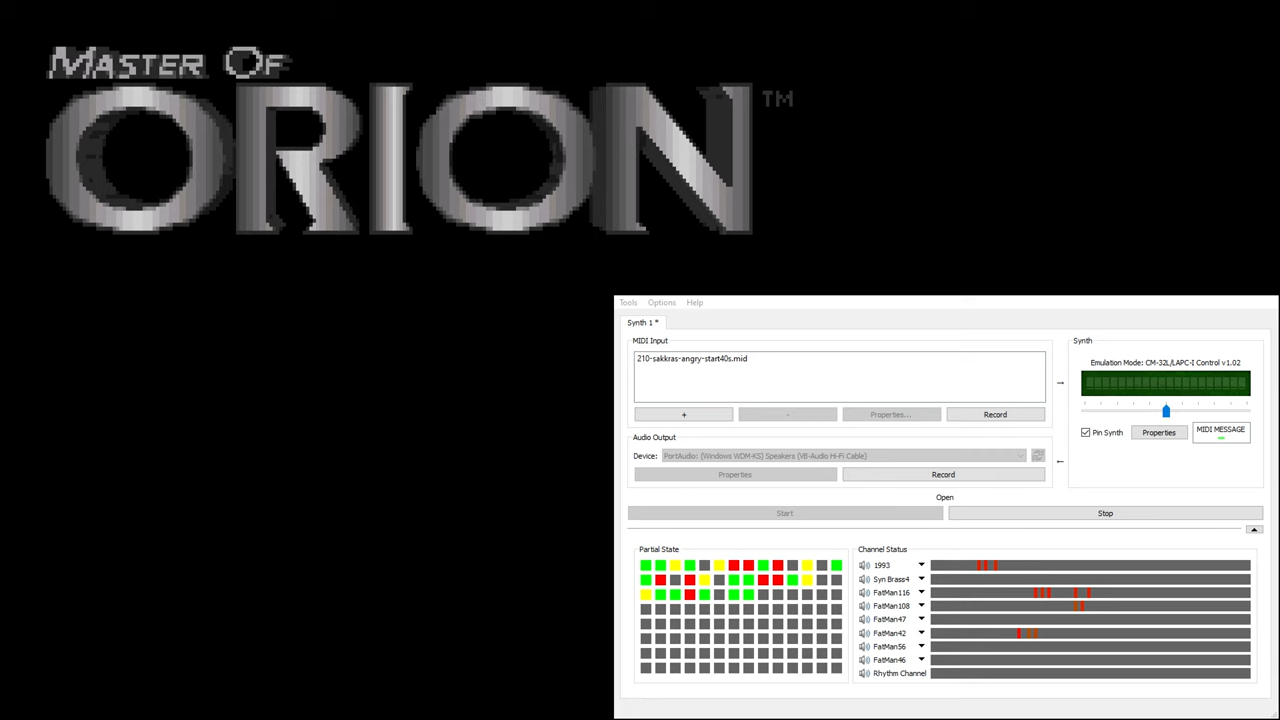 MASTER OF
ORION™
Tools Options Help
Synth 1 *
MIDI Input
210-sakkras-angry-start40s.mid
+ - Properties... Record
Synth
Emulation Mode: CM-32L/LAPC-I Control v1.02
Pin Synth Properties MIDI MESSAGE
Audio Output
Device: PortAudio: (Windows WDM-KS) Speakers (VB-Audio Hi-Fi Cable)
Properties Record
Open
Start Stop
Partial State
Channel Status
1993
Syn Brass4
FatMan116
FatMan108
FatMan47
FatMan42
FatMan56
FatMan46
Rhythm Channel